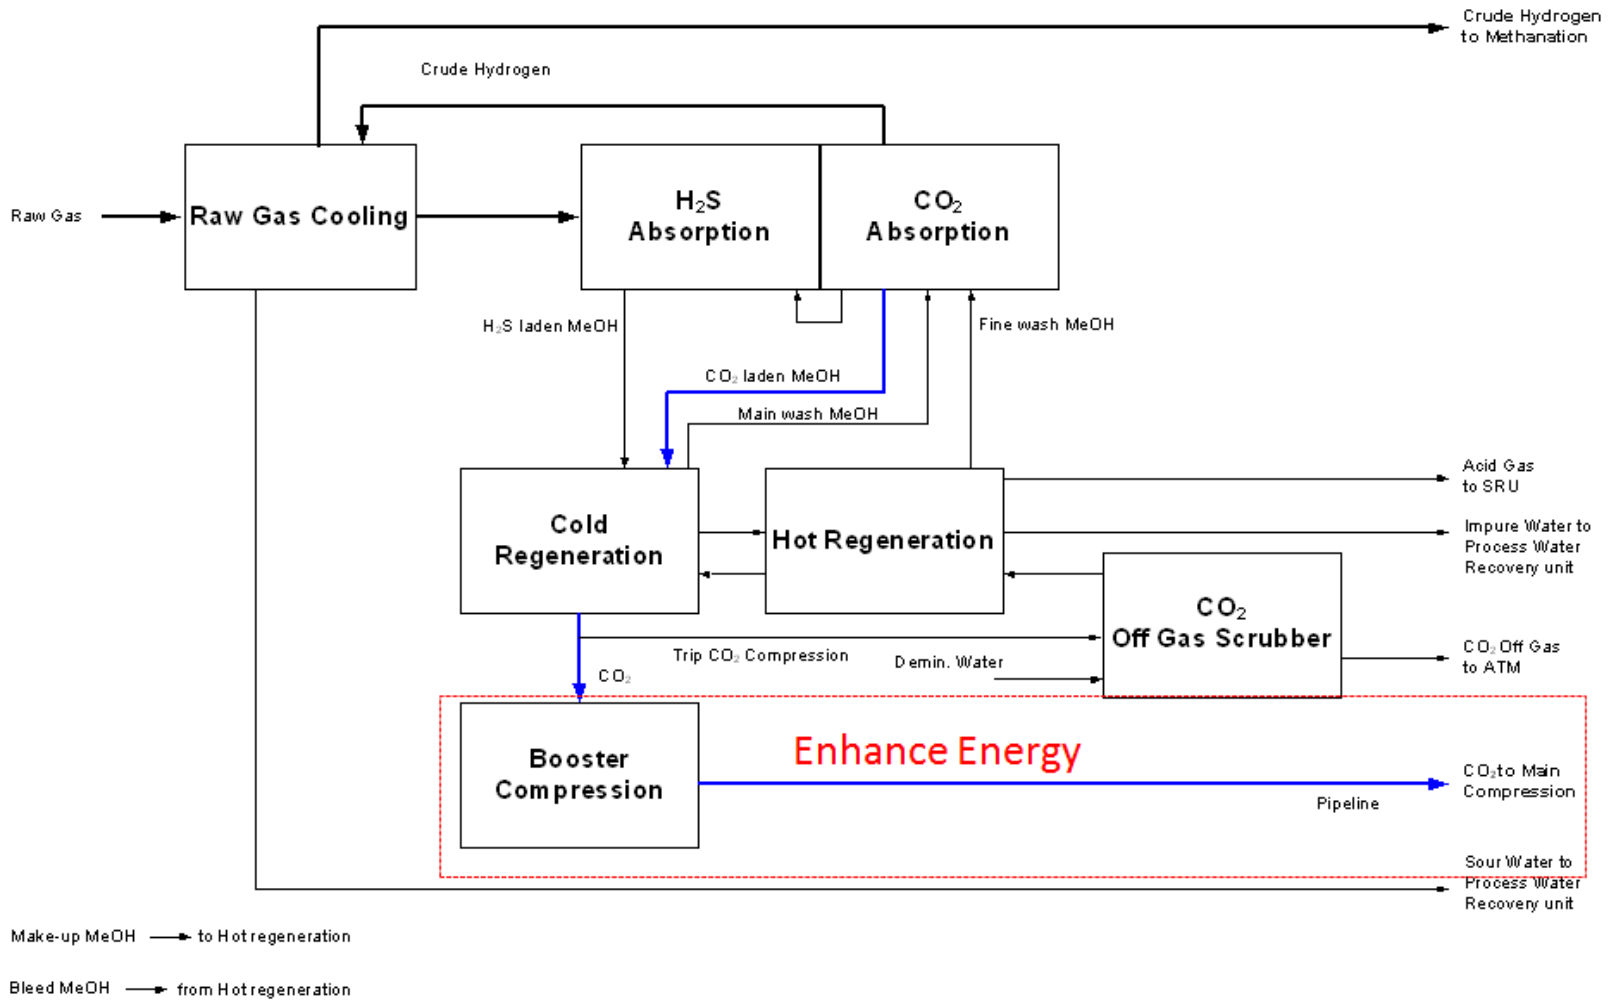 Crude Hydrogen
to Methanation
Crude Hydrogen
Raw Gas
Raw Gas Cooling
H₂S
Absorption
CO₂
Absorption
H₂S laden MeOH
Fine wash MeOH
CO₂ laden MeOH
Main wash MeOH
Cold
Regeneration
Hot Regeneration
Acid Gas
to SRU
Impure Water to
Process Water
Recovery unit
CO₂
Off Gas Scrubber
Trip CO₂ Compression
Demin. Water
CO₂ Off Gas
to ATM
CO₂
Booster
Compression
Enhance Energy
Pipeline
CO₂ to Main
Compression
Sour Water to
Process Water
Recovery unit
Make-up MeOH to Hot regeneration
Bleed MeOH from Hot regeneration